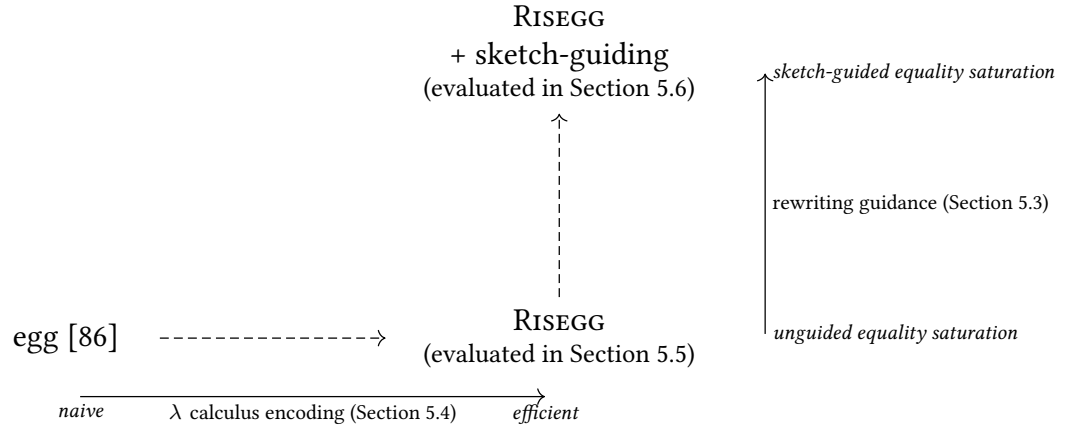 RISEGG
+ sketch-guiding
(evaluated in Section 5.6)
sketch-guided equality saturation
rewriting guidance (Section 5.3)
egg [86]
RISEGG
(evaluated in Section 5.5)
unguided equality saturation
naive
λ calculus encoding (Section 5.4)
efficient